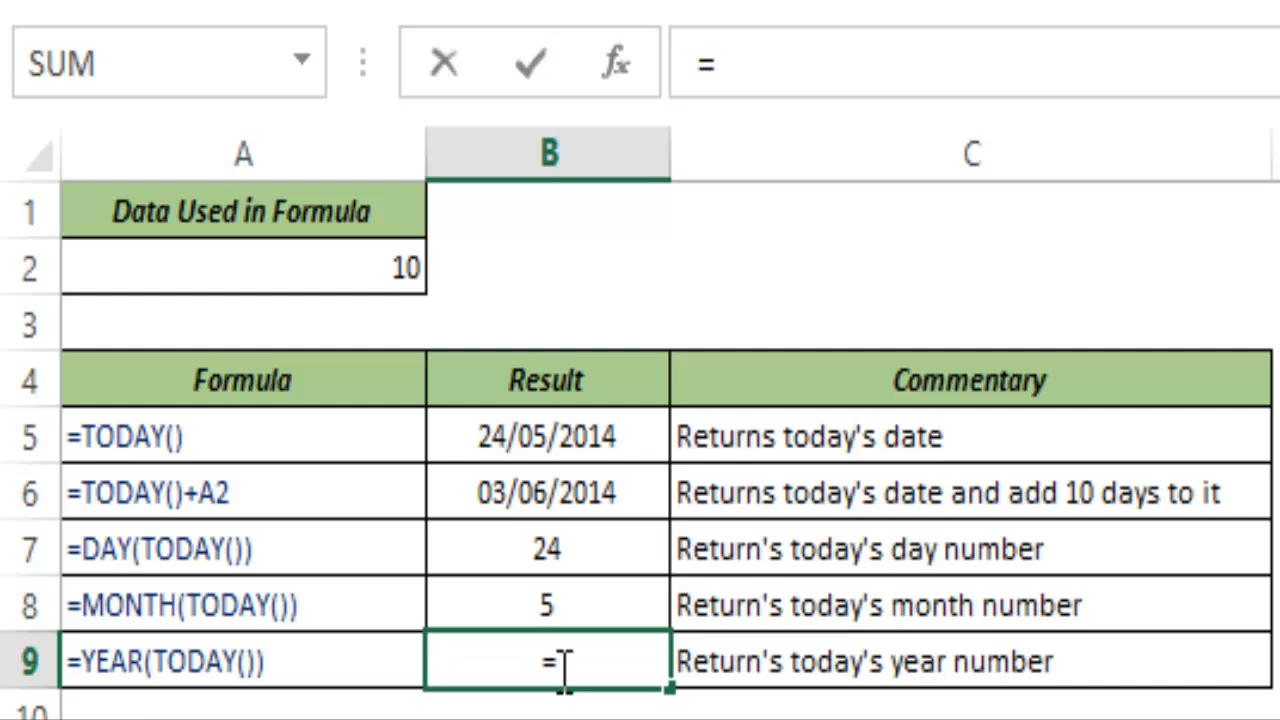 SUM fx =
A B C
1 Data Used in Formula
2 10
3
4 Formula Result Commentary
5 =TODAY() 24/05/2014 Returns today's date
6 =TODAY()+A2 03/06/2014 Returns today's date and add 10 days to it
7 =DAY(TODAY()) 24 Return's today's day number
8 =MONTH(TODAY()) 5 Return's today's month number
9 =YEAR(TODAY()) = Return's today's year number
10